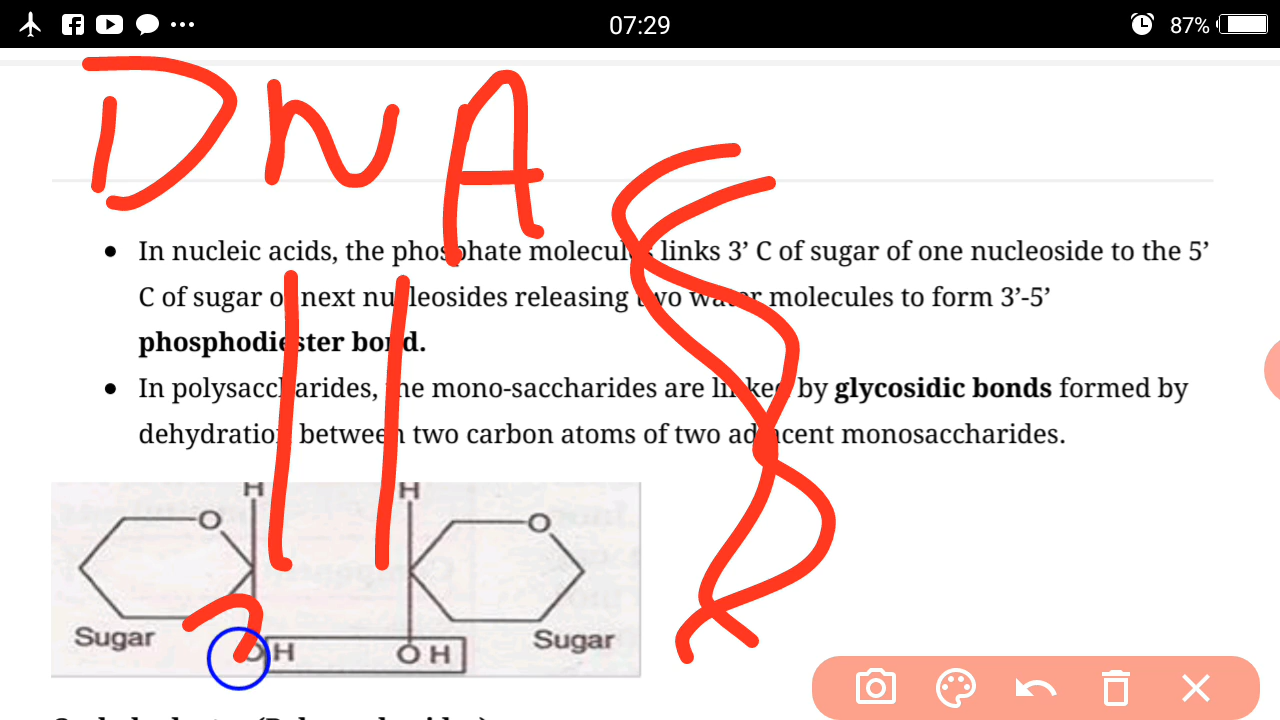 07:29
87%
DNA
• In nucleic acids, the phosphate molecules links 3’ C of sugar of one nucleoside to the 5’
C of sugar of next nucleosides releasing two water molecules to form 3’-5’
phosphodiester bond.
• In polysaccharides, the mono-saccharides are linked by glycosidic bonds formed by
dehydration between two carbon atoms of two adjacent monosaccharides.
H H
O O
Sugar OH OH Sugar